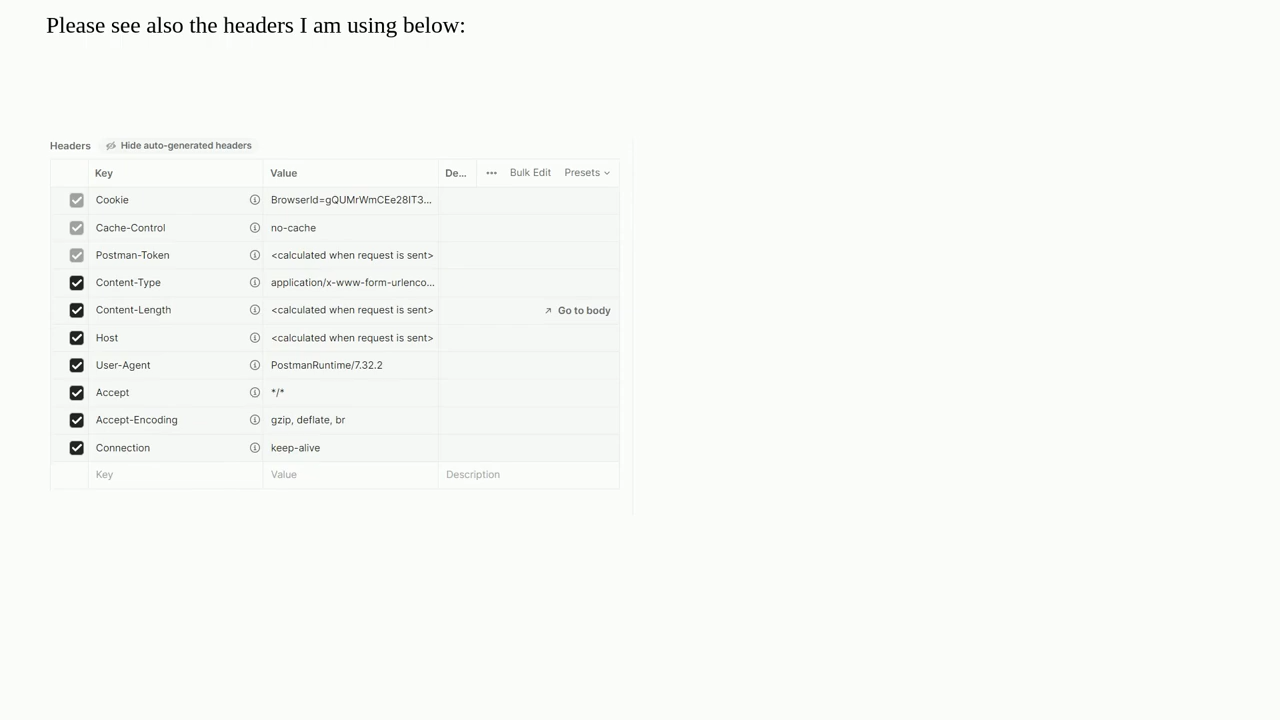 Please see also the headers I am using below:
Headers Hide auto-generated headers
Key Value De... ••• Bulk Edit Presets
Cookie BrowserId=gQUMrWmCEe28IT3...
Cache-Control no-cache
Postman-Token <calculated when request is sent>
Content-Type application/x-www-form-urlenco...
Content-Length <calculated when request is sent> Go to body
Host <calculated when request is sent>
User-Agent PostmanRuntime/7.32.2
Accept */*
Accept-Encoding gzip, deflate, br
Connection keep-alive
Key Value Description